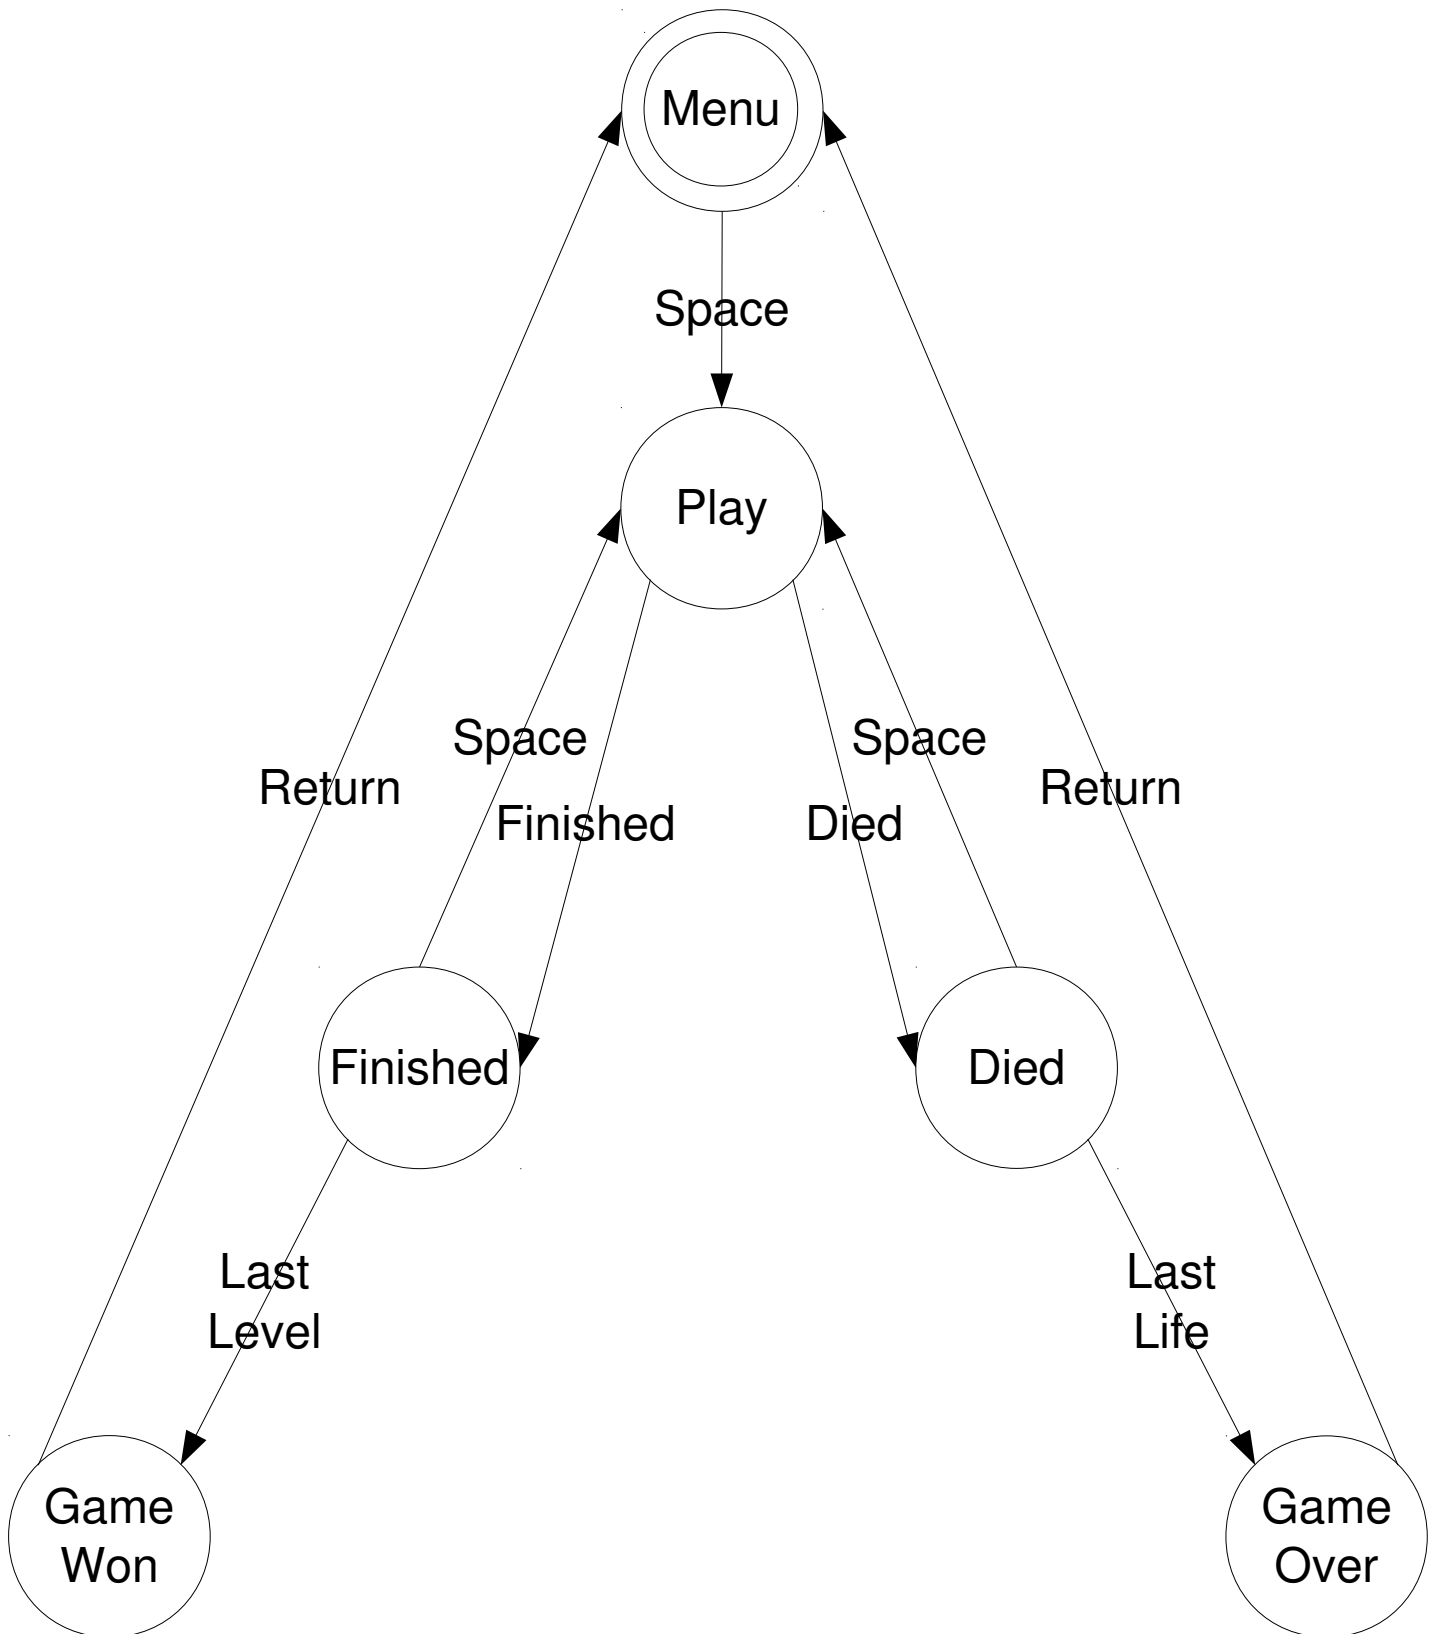 Menu
Space
Play
Space
Space
Return
Return
Finished
Died
Finished
Died
Last
Level
Last
Life
Game
Won
Game
Over